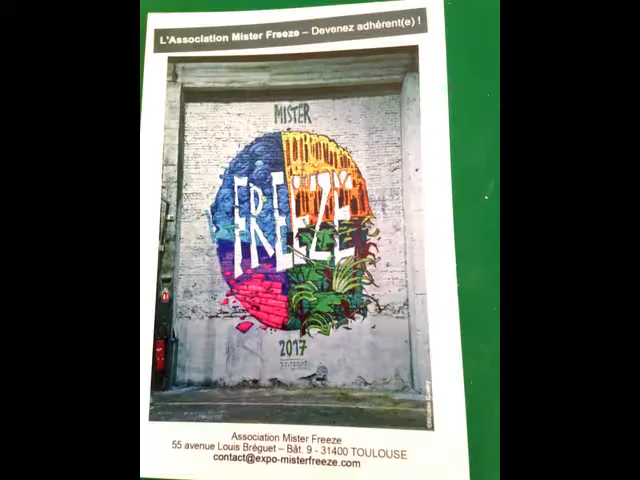 L'Association Mister Freeze – Devenez adhérent(e) !
MISTER
FREEZE
2017
Association Mister Freeze
55 avenue Louis Bréguet – Bât. 9 - 31400 TOULOUSE
contact@expo-misterfreeze.com